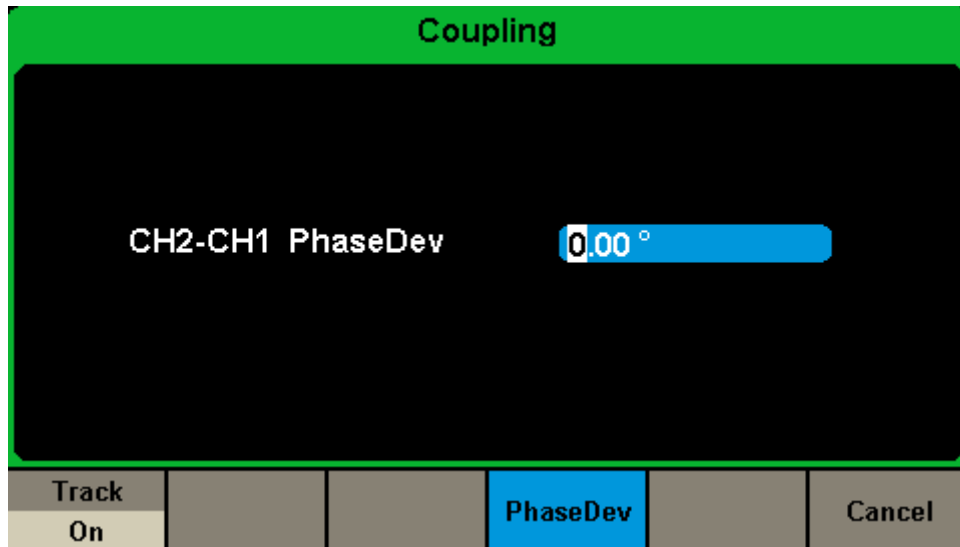 Coupling
CH2-CH1 PhaseDev 0.00 °
Track
On
PhaseDev
Cancel